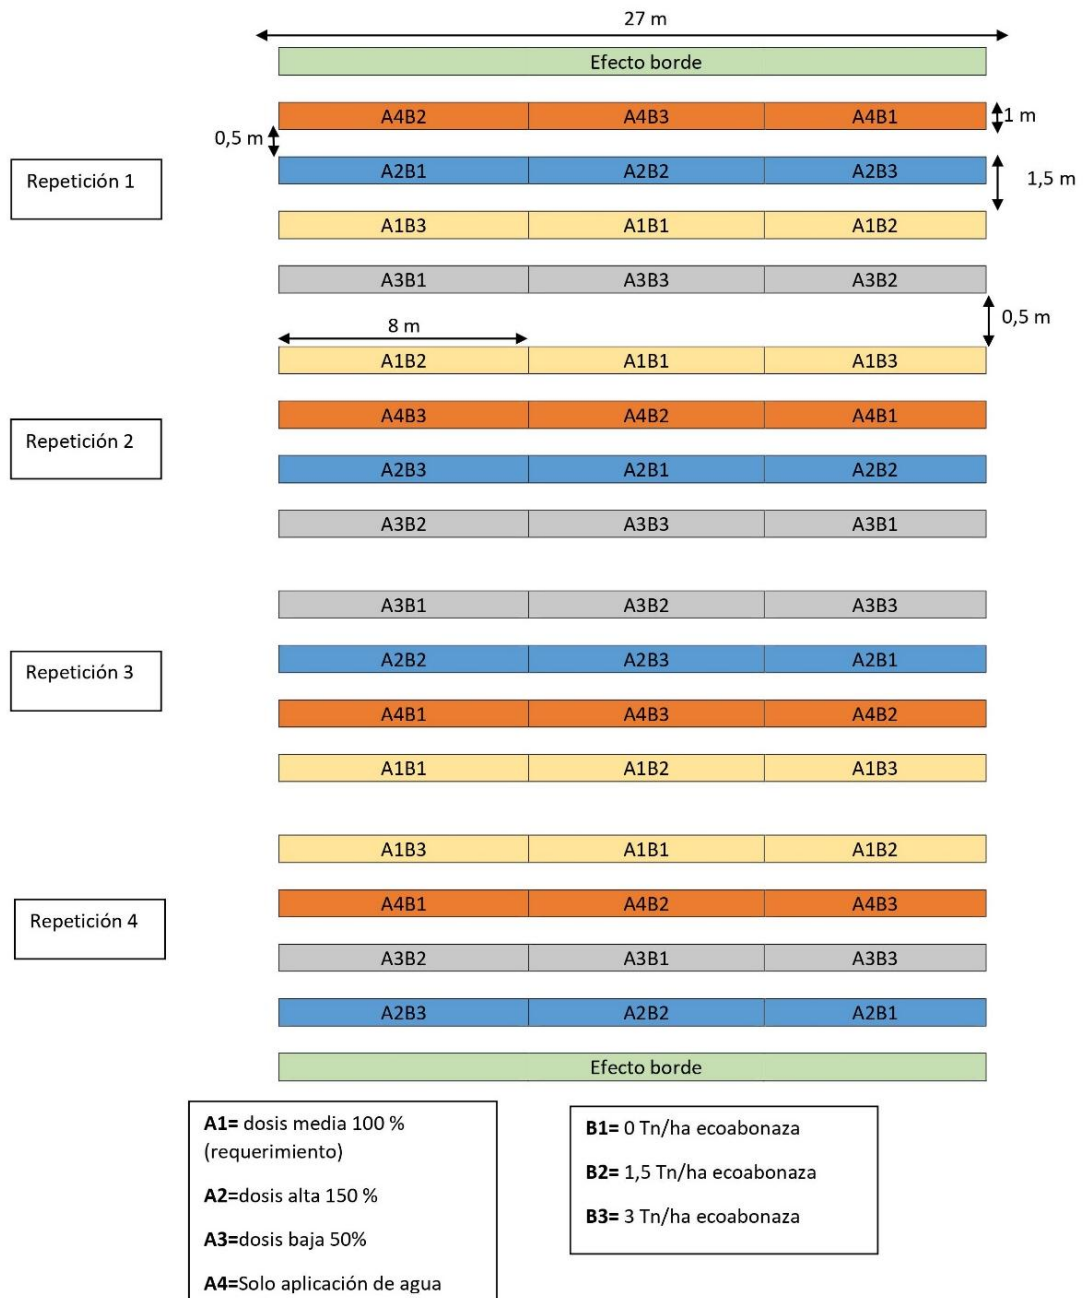 27 m
Efecto borde
A4B2 A4B3 A4B1
1 m
0,5 m
Repetición 1
A2B1 A2B2 A2B3
1,5 m
A1B3 A1B1 A1B2
A3B1 A3B3 A3B2
0,5 m
8 m
A1B2 A1B1 A1B3
A4B3 A4B2 A4B1
Repetición 2
A2B3 A2B1 A2B2
A3B2 A3B3 A3B1
A3B1 A3B2 A3B3
Repetición 3
A2B2 A2B3 A2B1
A4B1 A4B3 A4B2
A1B1 A1B2 A1B3
A1B3 A1B1 A1B2
A4B1 A4B2 A4B3
Repetición 4
A3B2 A3B1 A3B3
A2B3 A2B2 A2B1
Efecto borde
A1= dosis media 100 %
(requerimiento)
A2=dosis alta 150 %
A3=dosis baja 50%
A4=Solo aplicación de agua
B1= 0 Tn/ha ecoabonaza
B2= 1,5 Tn/ha ecoabonaza
B3= 3 Tn/ha ecoabonaza